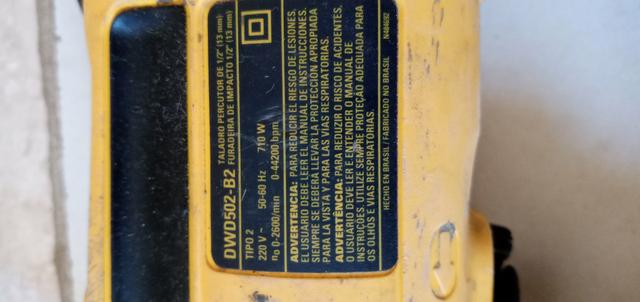 TALADRO PERCUTOR DE 1/2" (13 mm)
FURADEIRA DE IMPACTO 1/2" (13 mm)
DWD502-B2
TIPO 2
220 V ~ 50-60 Hz 710 W
n0 0-2600/min 0-44200 bpm
ADVERTENCIA: PARA REDUCIR EL RIESGO DE LESIONES,
EL USUARIO DEBE LEER EL MANUAL DE INSTRUCCIONES.
SIEMPRE SE DEBERÁ LLEVAR LA PROTECCIÓN APROPIADA
PARA LA VISTA Y PARA LAS VIAS RESPIRATORIAS.
ADVERTÊNCIA: PARA REDUZIR O RISCO DE ACIDENTES,
O USUÁRIO DEVE LER E ENTENDER O MANUAL DE
INSTRUÇÕES. UTILIZE SEMPRE PROTEÇÃO ADEQUADA PARA
OS OLHOS E VIAS RESPIRATORIAS.
HECHO EN BRASIL / FABRICADO NO BRASIL
N484692